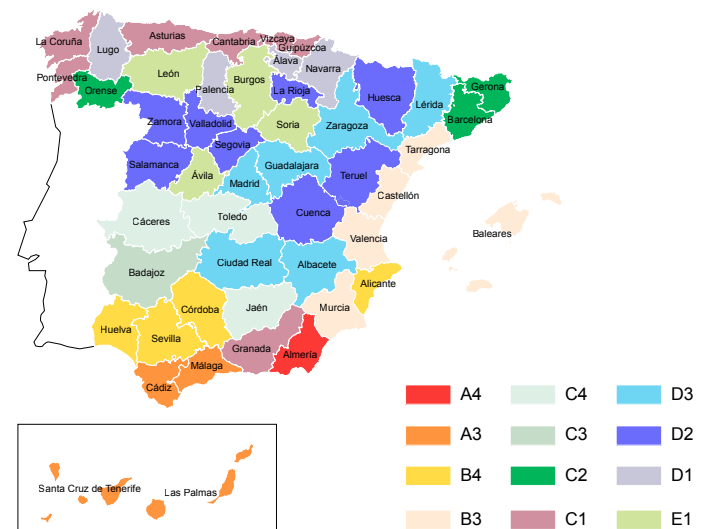 La Coruña
Lugo
Asturias
Cantabria
Vizcaya
Guipúzcoa
Pontevedra
Orense
León
Palencia
Burgos
Álava
Navarra
La Rioja
Huesca
Lérida
Gerona
Barcelona
Zamora
Valladolid
Soria
Zaragoza
Segovia
Tarragona
Salamanca
Ávila
Madrid
Guadalajara
Teruel
Castellón
Cáceres
Toledo
Cuenca
Valencia
Baleares
Badajoz
Ciudad Real
Albacete
Alicante
Huelva
Sevilla
Córdoba
Jaén
Murcia
Granada
Almería
Málaga
Cádiz
Santa Cruz de Tenerife
Las Palmas
A4
C4
D3
A3
C3
D2
B4
C2
D1
B3
C1
E1